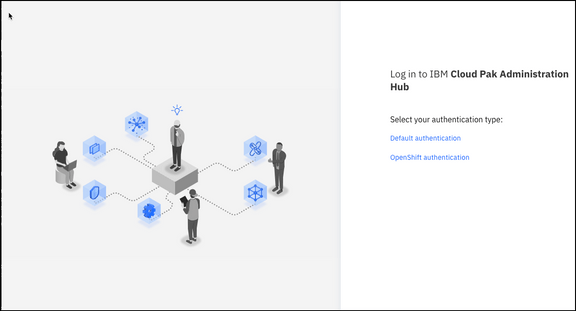 Log in to IBM Cloud Pak Administration
Hub
Select your authentication type:
Default authentication
OpenShift authentication